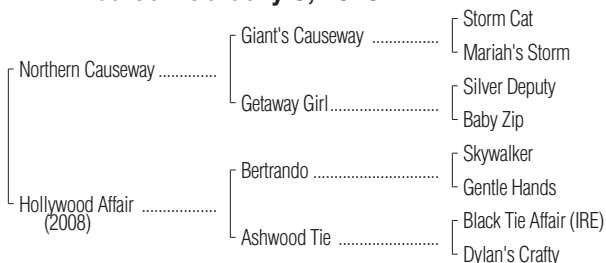 Storm Cat
Giant's Causeway ................
Mariah's Storm
Northern Causeway ..............
Silver Deputy
Getaway Girl..........................
Baby Zip
Skywalker
Bertrando ..............................
Gentle Hands
Hollywood Affair ..................
(2008)
Black Tie Affair (IRE)
Ashwood Tie ........................
Dylan's Crafty